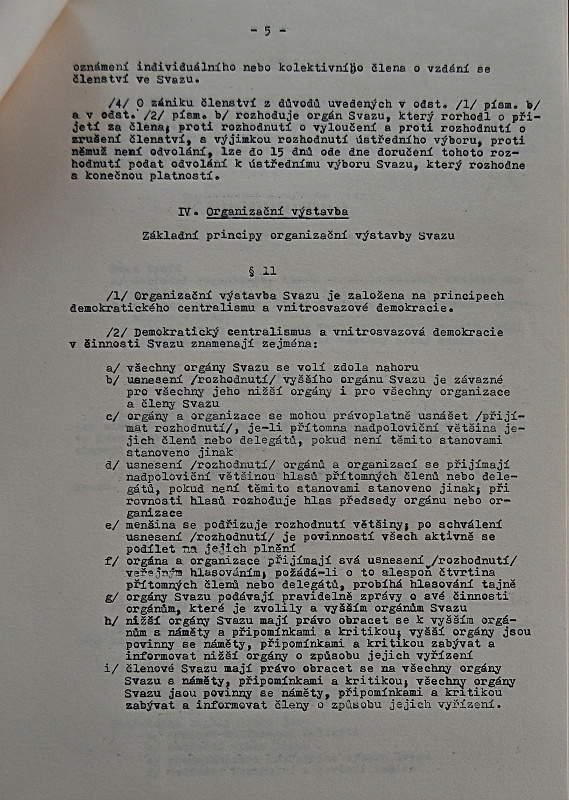 - 5 -
oznámení individuálního nebo kolektivního člena o vzdání se
členství ve Svazu.
/4/ O zániku členství z důvodů uvedených v odst. /1/ písm. b/
a v odst. /2/ písm. b/ rozhoduje orgán Svazu, který rorhodl o při-
jetí za člena; proti rozhodnutí o vyloučení a proti rozhodnutí o
zrušení členství, s výjimkou rozhodnutí ústředního výboru, proti
němuž není odvolání, lze do 15 dnů ode dne doručení tohoto roz-
hodnutí podat odvolání k ústřednímu výboru Svazu, který rozhodne
s konečnou platností.
IV. Organizační výstavba
Základní principy organizační výstavby Svazu
§ 11
/1/ Organizační výstavba Svazu je založena na principech
demokratického centralismu a vnitrosvazové demokracie.
/2/ Demokratický centralismus a vnitrosvazová demokracie
v činnosti Svazu znamenají zejména:
a/ všechny orgány Svazu se volí zdola nahoru
b/ usnesení /rozhodnutí/ vyššího orgánu Svazu je závazné
pro všechny jeho nižší orgány i pro všechny organizace
a členy Svazu
c/ orgány a organizace se mohou právoplatně usnášet /přijí-
mat rozhodnutí/, je-li přítomna nadpoloviční většina je-
jich členů nebo delegátů, pokud není těmito stanovami
stanoveno jinak
d/ usnesení /rozhodnutí/ orgánů a organizací se přijímají
nadpoloviční většinou hlasů přítomných členů nebo dele-
gátů, pokud není těmito stanovami stanoveno jinak; při
rovnosti hlasů rozhoduje hlas předsedy orgánu nebo or-
ganizace
e/ menšina se podřizuje rozhodnutí většiny; po schválení
usnesení /rozhodnutí/ je povinností všech aktivně se
podílet na jejich plnění
f/ orgána a organizace přijímají svá usnesení /rozhodnutí/
veřejným hlasováním; požádá-li o to alespoň čtvrtina
přítomných členů nebo delegátů, probíhá hlasování tajně
g/ orgány Svazu podávají pravidelně zprávy o své činnosti
orgánům, které je zvolily a vyšším orgánům Svazu
h/ nižší orgány Svazu mají právo obracet se k vyšším orgá-
nům s náměty a připomínkami a kritikou; vyšší orgány jsou
povinny se náměty, připomínkami a kritikou zabývat a
informovat nižší orgány o způsobu jejich vyřízení
i/ členové Svazu mají právo obracet se na všechny orgány
Svazu s náměty, připomínkami a kritikou; všechny orgány
Svazu jsou povinny se náměty, připomínkami a kritikou
zabývat a informovat členy o způsobu jejich vyřízení.